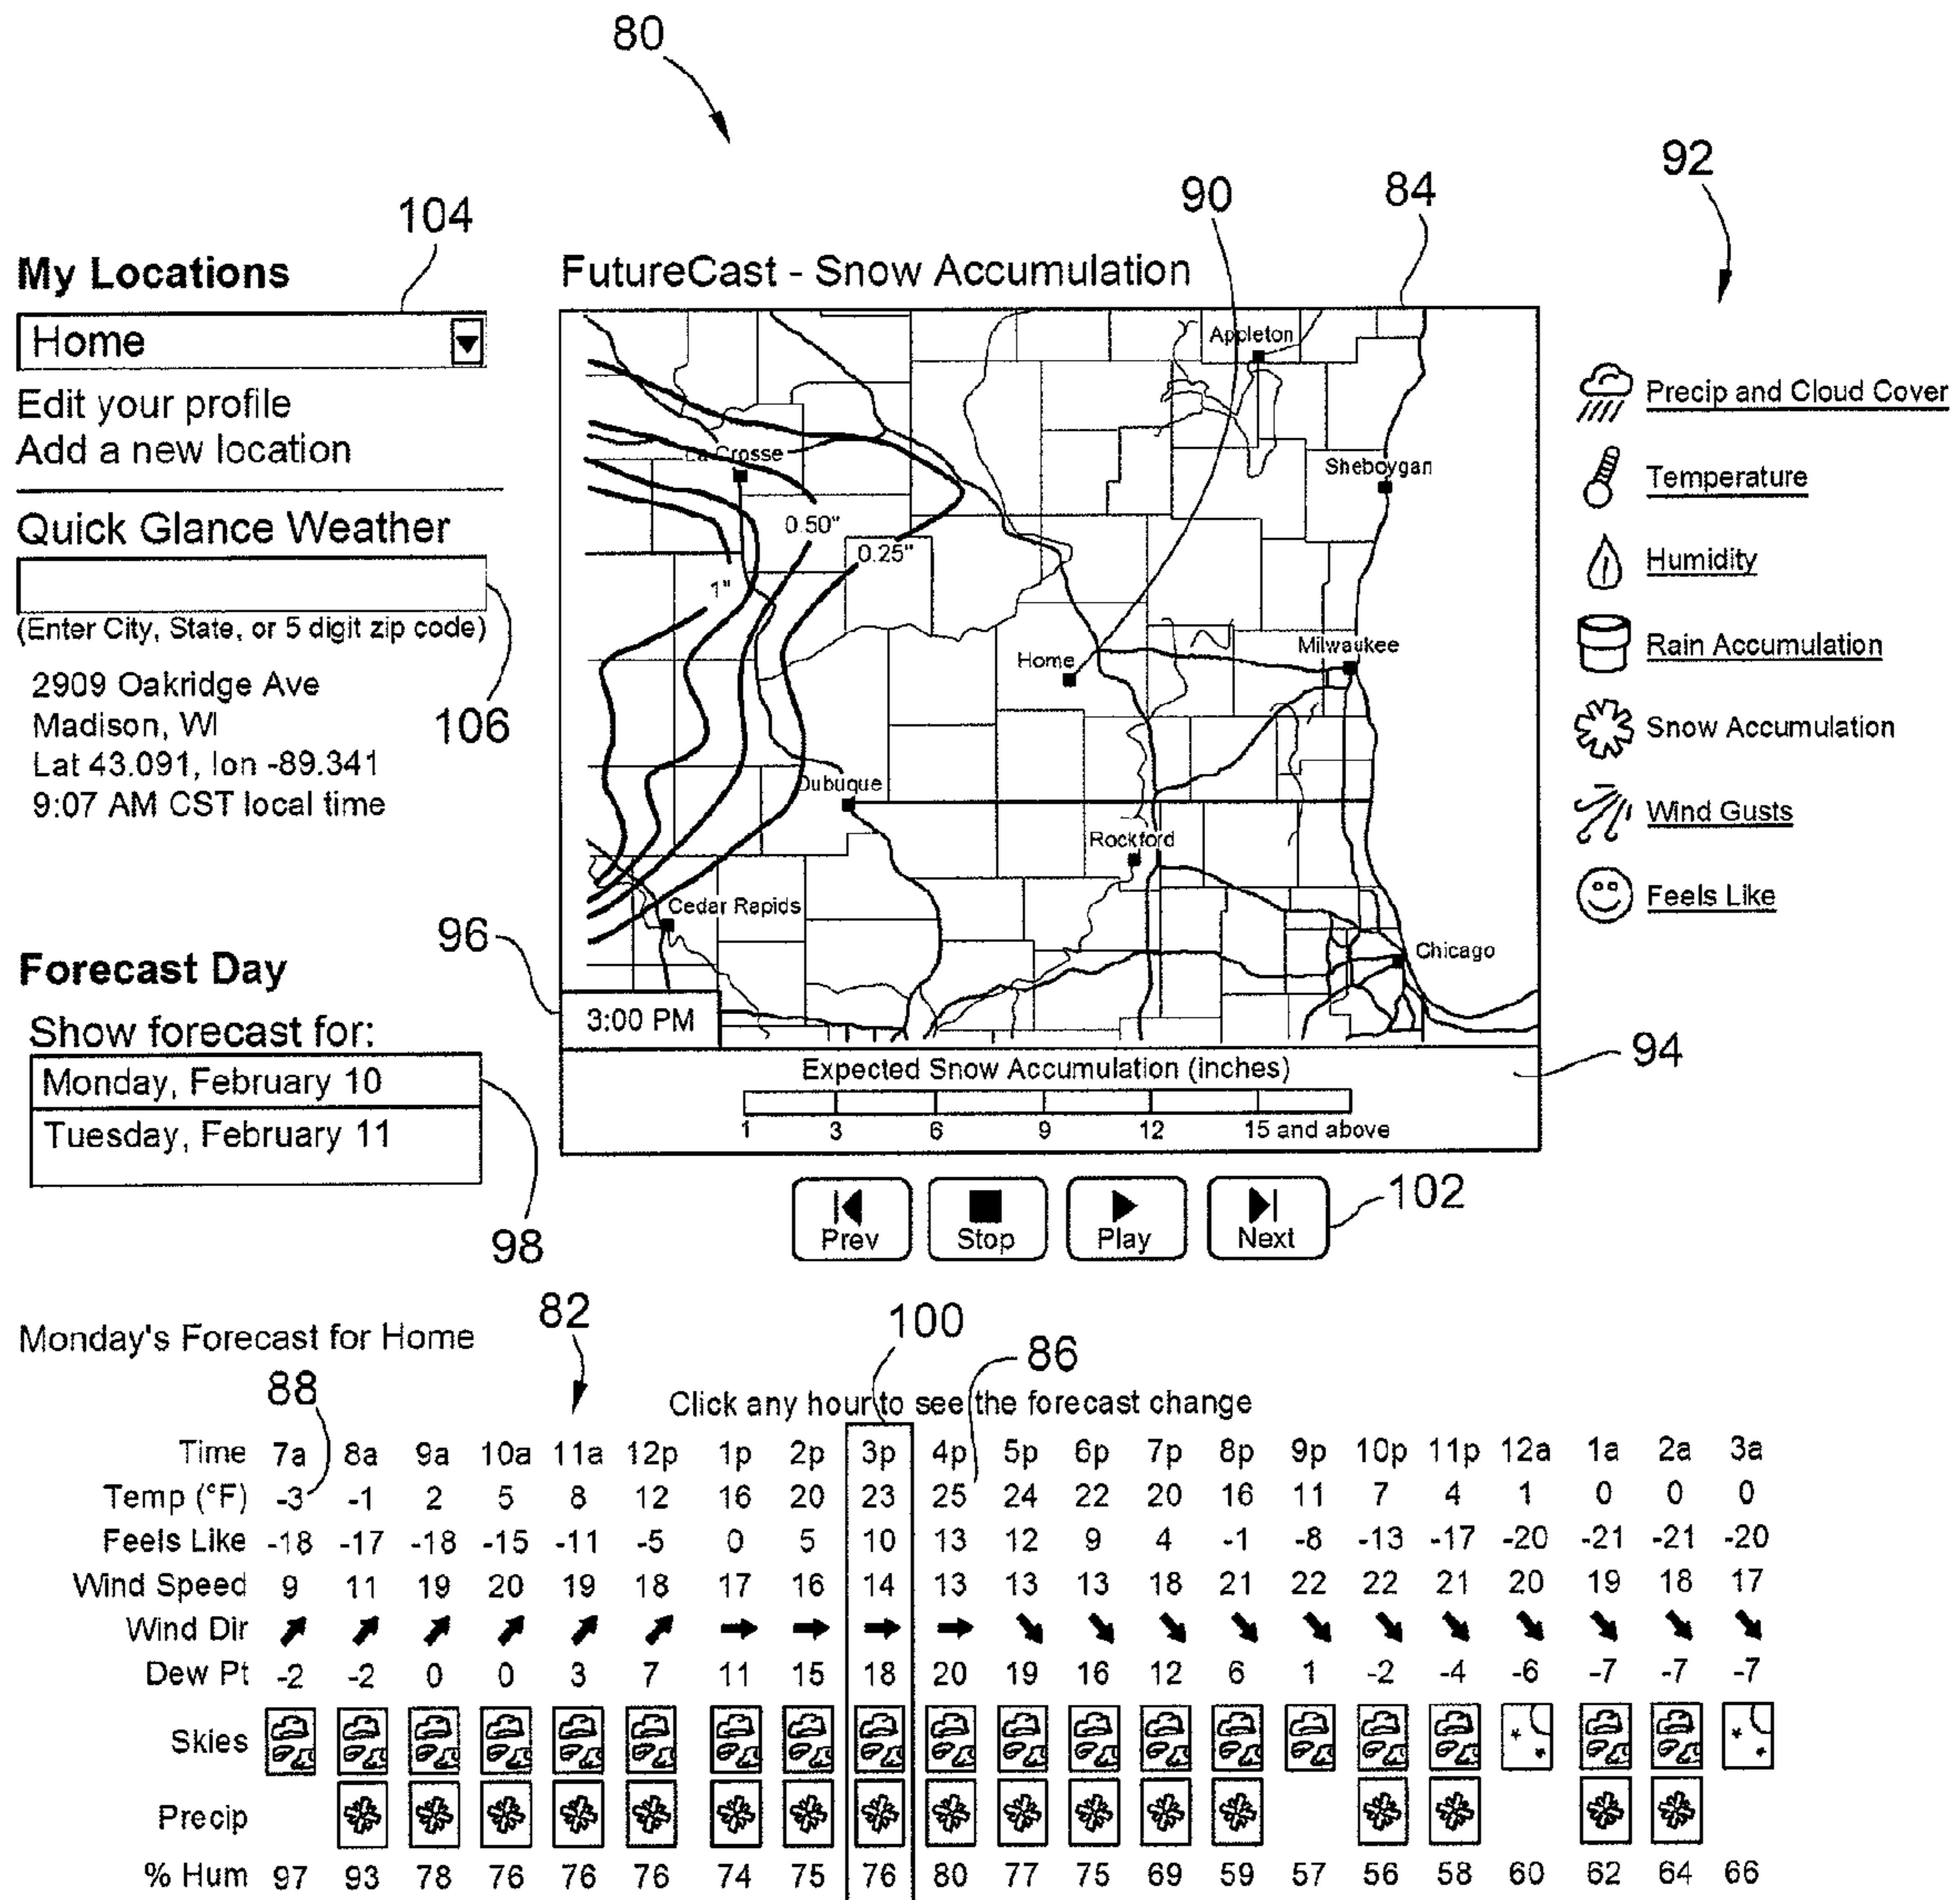 80
92
90
84
104
My Locations
FutureCast - Snow Accumulation
Home
Edit your profile
Add a new location
Quick Glance Weather
(Enter City, State, or 5 digit zip code)
2909 Oakridge Ave
Madison, WI
Lat 43.091, lon -89.341
9:07 AM CST local time
106
Appleton
La Crosse
Sheboygan
0.50"
0.25"
1"
Home
Milwaukee
Dubuque
Rockford
Cedar Rapids
Chicago
Precip and Cloud Cover
Temperature
Humidity
Rain Accumulation
Snow Accumulation
Wind Gusts
Feels Like
96
3:00 PM
94
Expected Snow Accumulation (inches)
1 3 6 9 12 15 and above
Forecast Day
Show forecast for:
Monday, February 10
Tuesday, February 11
98
Prev Stop Play Next
102
82
100
86
Monday's Forecast for Home
88
Click any hour to see the forecast change
Time 7a 8a 9a 10a 11a 12p 1p 2p 3p 4p 5p 6p 7p 8p 9p 10p 11p 12a 1a 2a 3a
Temp (°F) -3 -1 2 5 8 12 16 20 23 25 24 22 20 16 11 7 4 1 0 0 0
Feels Like -18 -17 -18 -15 -11 -5 0 5 10 13 12 9 4 -1 -8 -13 -17 -20 -21 -21 -20
Wind Speed 9 11 19 20 19 18 17 16 14 13 13 13 18 21 22 22 21 20 19 18 17
Wind Dir
Dew Pt -2 -2 0 0 3 7 11 15 18 20 19 16 12 6 1 -2 -4 -6 -7 -7 -7
Skies
Precip
% Hum 97 93 78 76 76 76 74 75 76 80 77 75 69 59 57 56 58 60 62 64 66